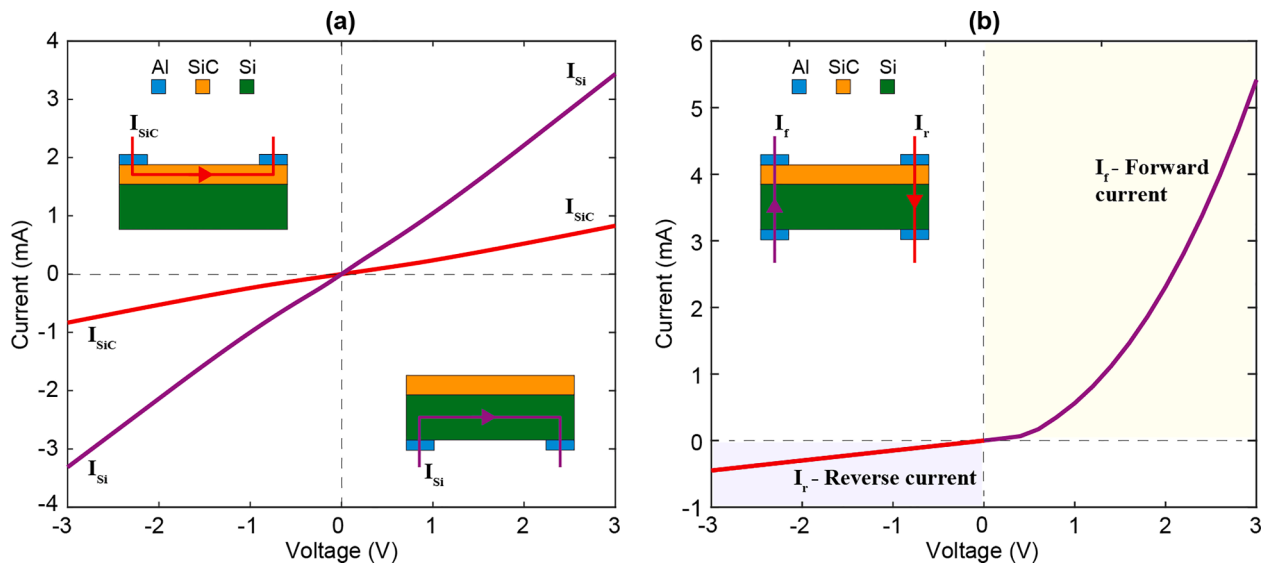 (a)
Al SiC Si
I_SiC
I_Si
I_SiC
I_SiC
I_Si
I_Si
4
3
2
1
0
-1
-2
-3
-4
-3 -2 -1 0 1 2 3
Current (mA)
Voltage (V)
(b)
Al SiC Si
I_f I_r
I_f - Forward
current
I_r - Reverse current
6
5
4
3
2
1
0
-1
-3 -2 -1 0 1 2 3
Current (mA)
Voltage (V)